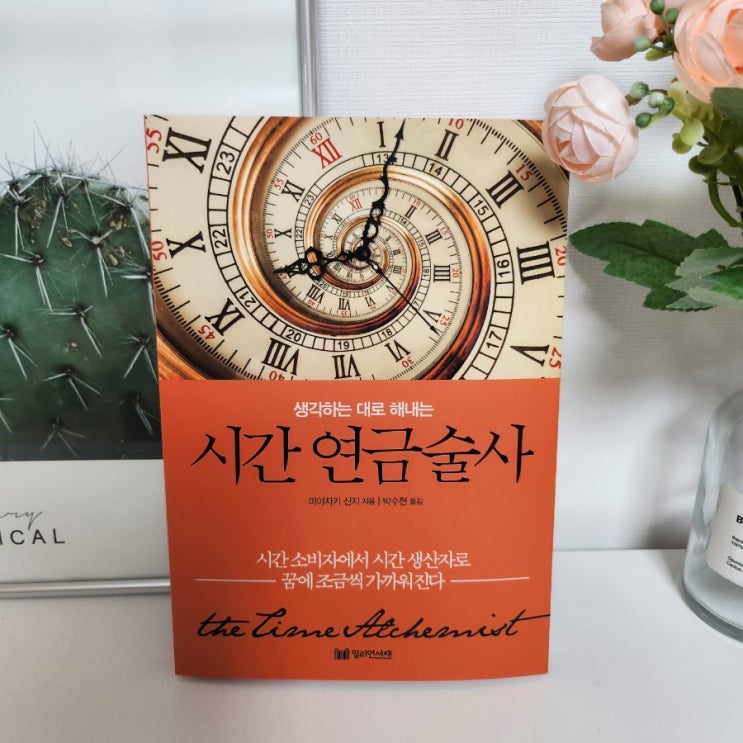 생각하는 대로 해내는
시간 연금술사
미야자키 신지 지음 | 박수현 옮김
시간 소비자에서 시간 생산자로
꿈에 조금씩 가까워진다
the Time Alchemist
밀리언서재